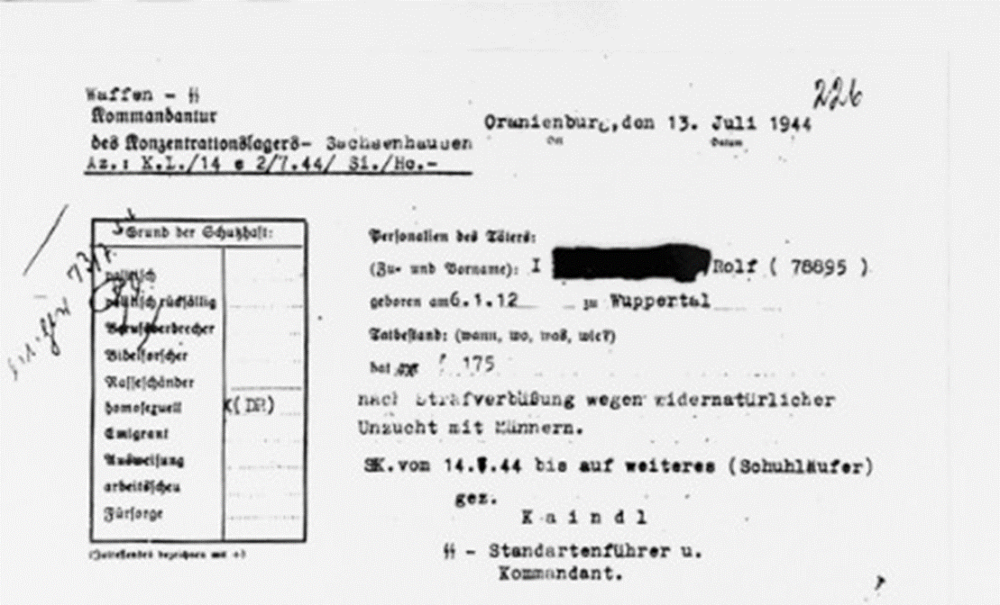 226
Waffen - SS
Kommandantur
des Konzentrationslagers- Sachsenhausen
Az.: K.L./14 e 2/7.44/ Si./Ho.-
Oranienburg,den 13. Juli 1944
Ort Datum
Grund der Schutzhaft:
politisch
politisch rückfällig
Berufsverbrecher
Bibelforscher
Rasseschänder
homosexuell X(DR)
Emigrant
Ausweisung
arbeitsscheu
Fürsorge
(Zutreffendes bezeichnen mit +)
Personalien des Täters:
(Zu- und Vorname): I Rolf ( 78895 )
geboren am 6.1.12 zu Wuppertal
Tatbestand: (wann, wo, was, wie?)
hat 175
nach Strafverbüßung wegen widernatürlicher
Unzucht mit Männern.
SK.vom 14.7.44 bis auf weiteres (Schuhläufer)
gez.
K a i n d l
SS - Standartenführer u.
Kommandant.